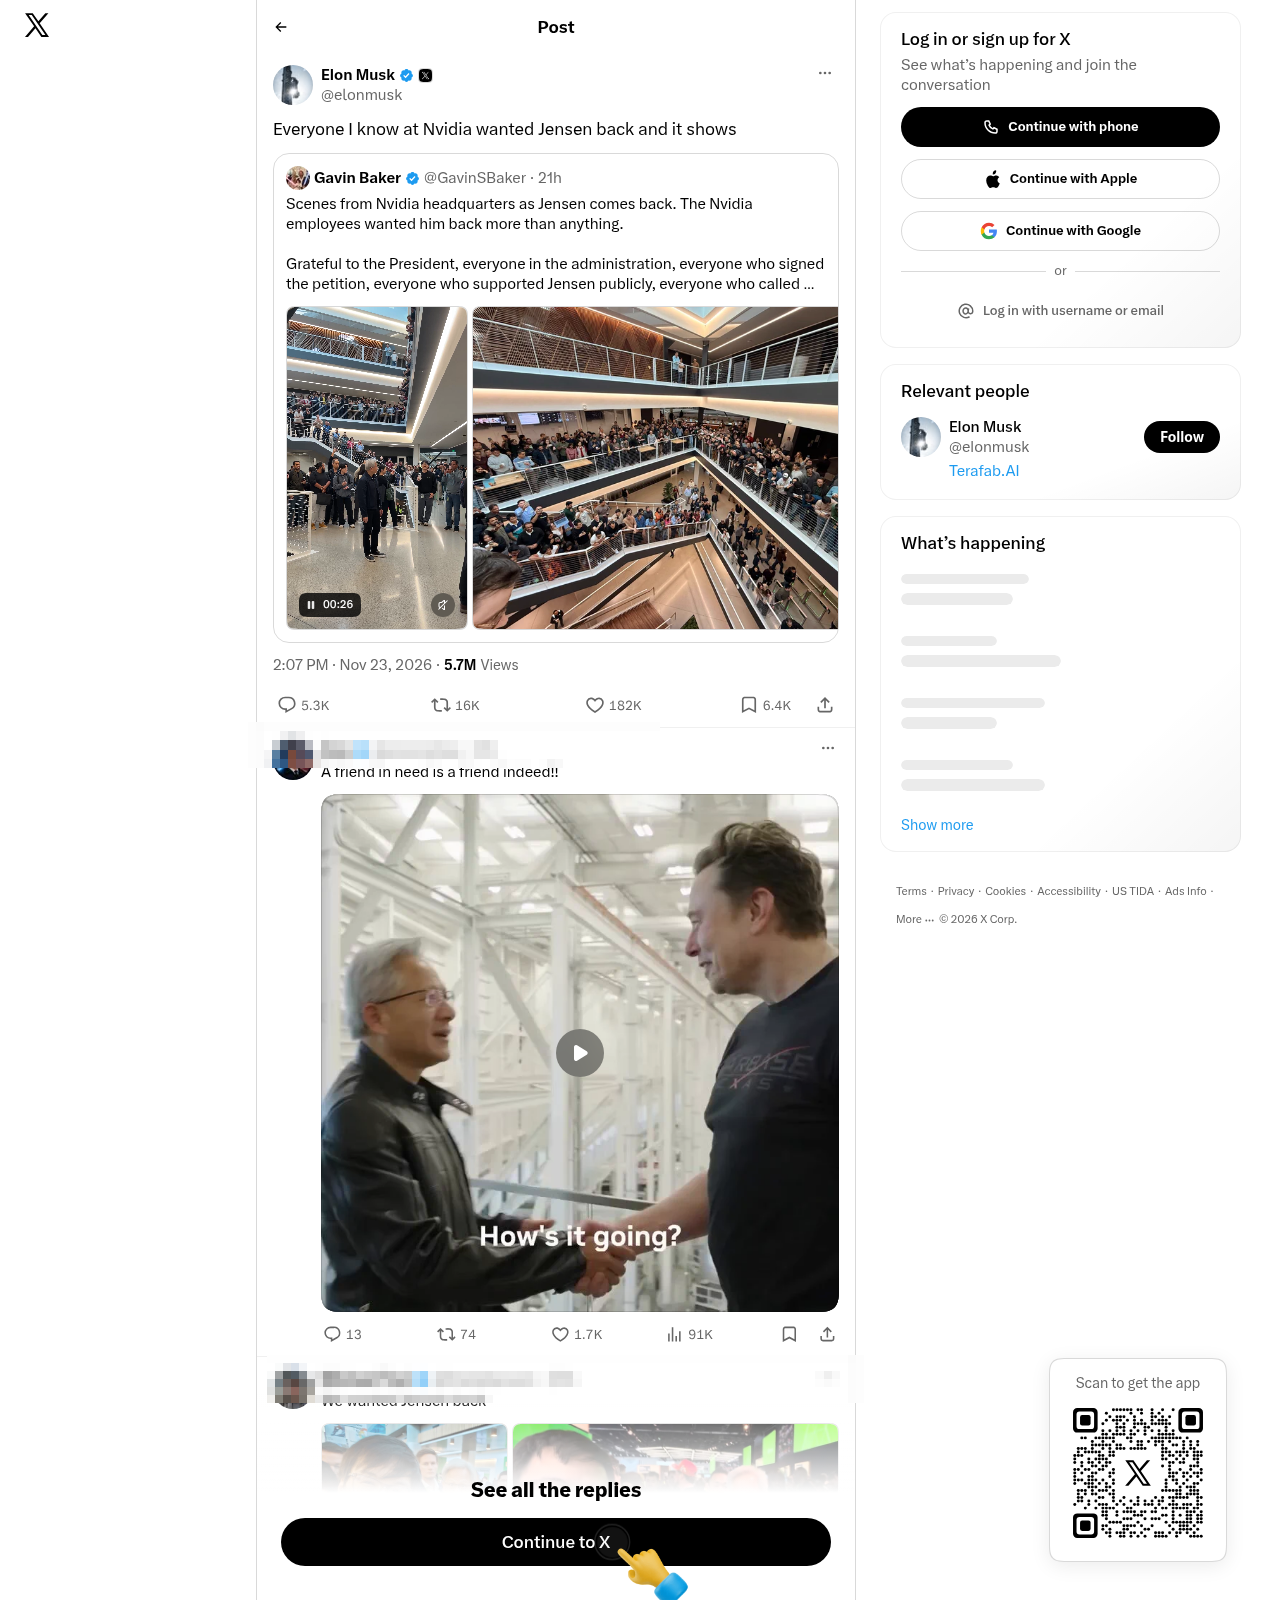 Post
Elon Musk
@elonmusk
Everyone I know at Nvidia wanted Jensen back and it shows
Gavin Baker @GavinSBaker · 21h
Scenes from Nvidia headquarters as Jensen comes back. The Nvidia
employees wanted him back more than anything.
Grateful to the President, everyone in the administration, everyone who signed
the petition, everyone who supported Jensen publicly, everyone who called ...
00:26
2:07 PM · Nov 23, 2026 · 5.7M Views
5.3K 16K 182K 6.4K
A friend in need is a friend indeed!!
How's it going?
13 74 1.7K 91K
We wanted Jensen back
See all the replies
Continue to X
Log in or sign up for X
See what's happening and join the
conversation
Continue with phone
Continue with Apple
Continue with Google
or
Log in with username or email
Relevant people
Elon Musk
@elonmusk
Follow
Terafab.AI
What's happening
Show more
Terms · Privacy · Cookies · Accessibility · US TIDA · Ads Info ·
More ··· © 2026 X Corp.
Scan to get the app